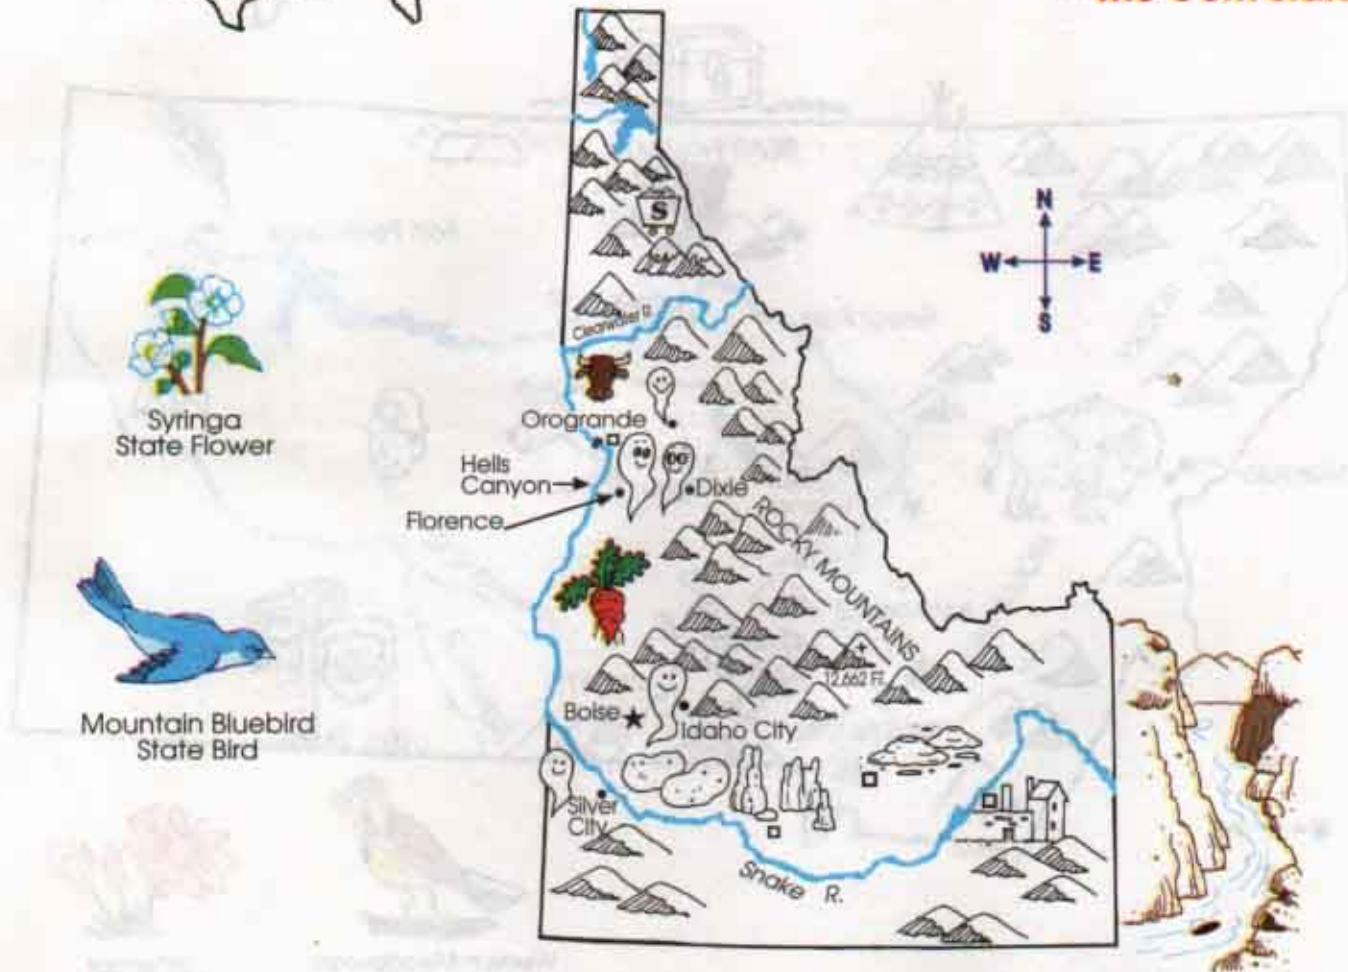 S
N
W E
S
Clearwater R.
Syringa
State Flower
Orogrande
Hells
Canyon
Dixie
Florence
ROCKY MOUNTAINS
12,662 FT.
Boise
Idaho City
Mountain Bluebird
State Bird
Silver
City
Snake R.